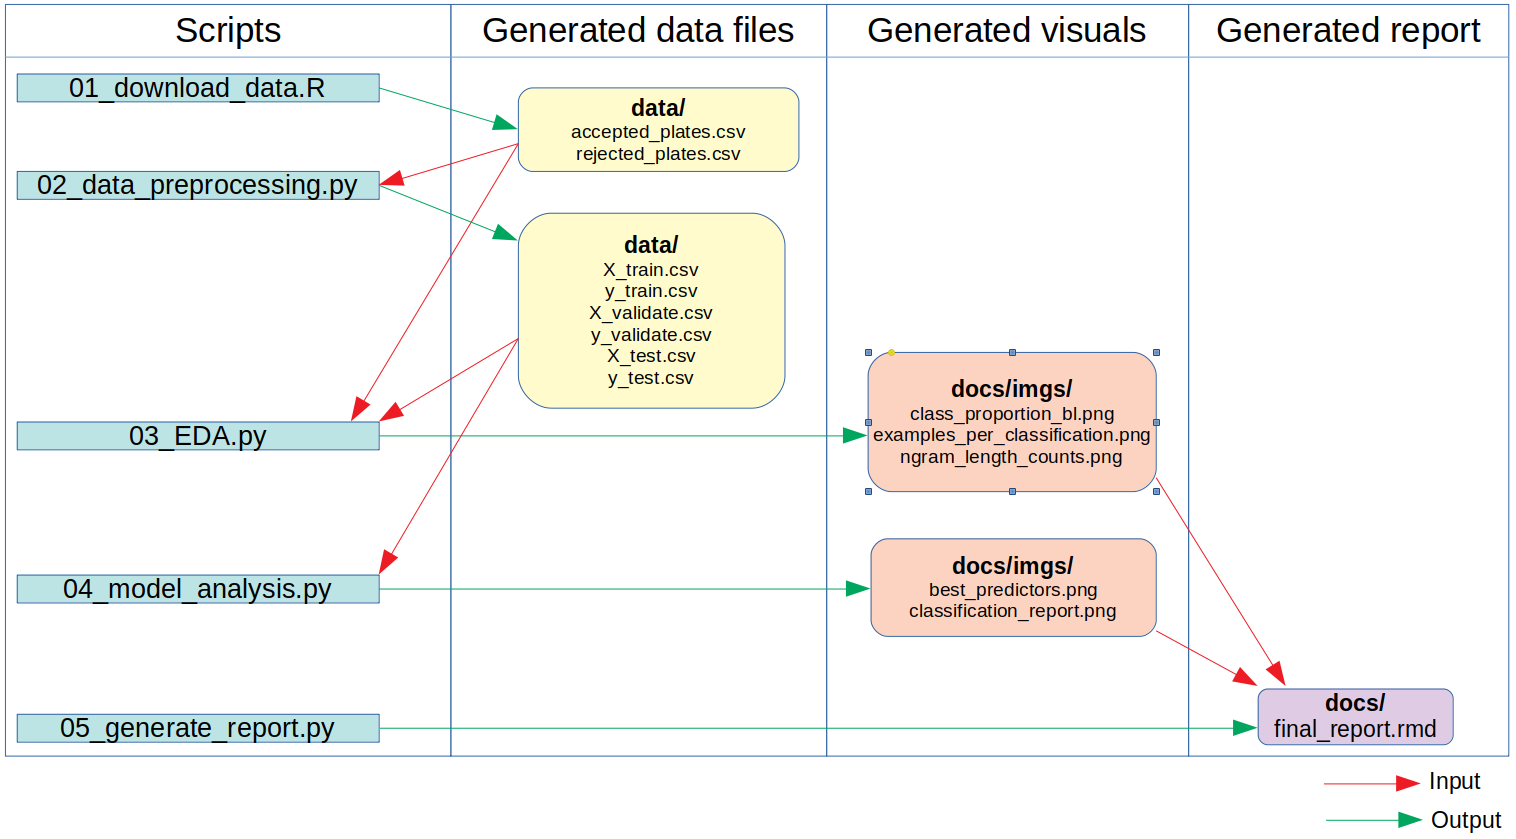 Scripts
Generated data files
Generated visuals
Generated report
01_download_data.R
data/
accepted_plates.csv
rejected_plates.csv
02_data_preprocessing.py
data/
X_train.csv
y_train.csv
X_validate.csv
y_validate.csv
X_test.csv
y_test.csv
03_EDA.py
docs/imgs/
class_proportion_bl.png
examples_per_classification.png
ngram_length_counts.png
04_model_analysis.py
docs/imgs/
best_predictors.png
classification_report.png
05_generate_report.py
docs/
final_report.rmd
Input
Output